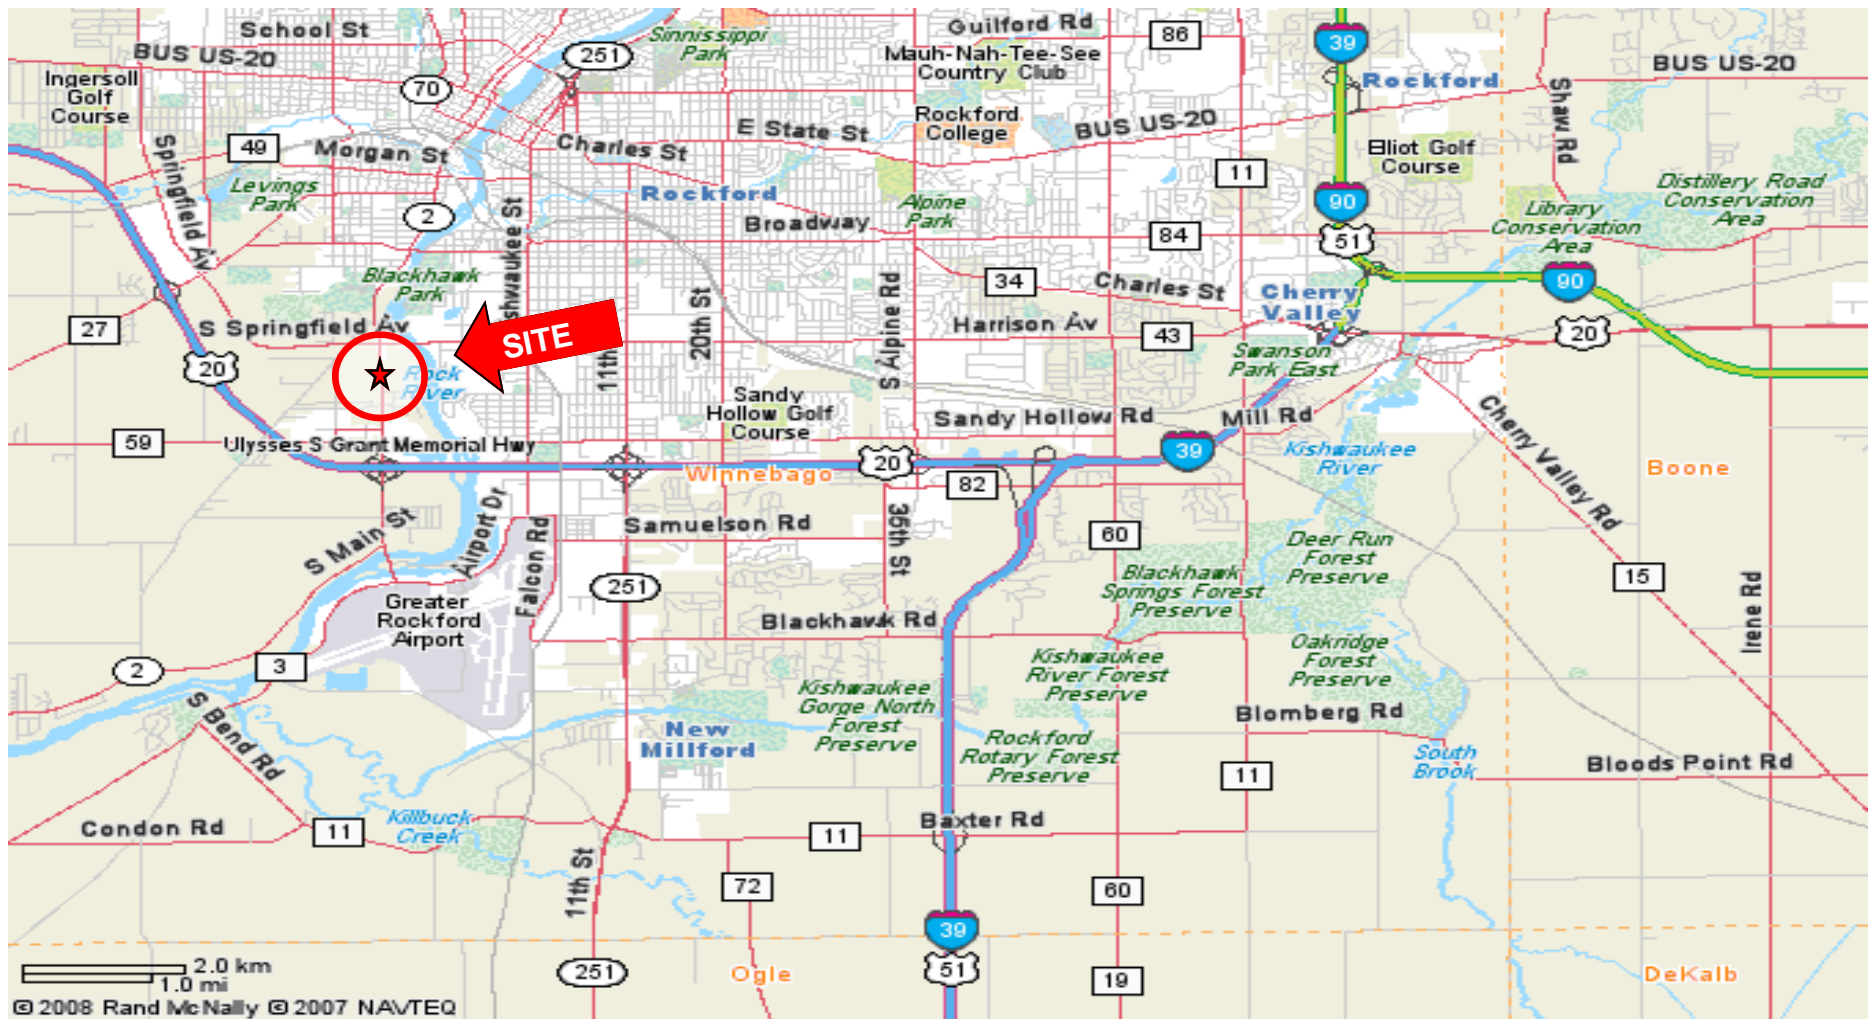 School St
BUS US-20
Ingersoll
Golf
Course
70
251
Sinnissippi
Park
Guilford Rd
86
Mauh-Nah-Tee-See
Country Club
39
Rockford
BUS US-20
Rockford
College
E State St
BUS US-20
Shaw Rd
49
Morgan St
Charles St
Springfield Av
Levings
Park
Rockford
Alpine
Park
11
Elliot Golf
Course
90
Distillery Road
Conservation
Area
Library
Conservation
Area
2
Broadway
84
51
Blackhawk
Park
34
Charles St
Cherry
Valley
90
27
S Springfield Av
SITE
11th
20th St
S Alpine Rd
Harrison Av
43
20
20
Rock
River
Swanson
Park East
Sandy
Hollow Golf
Course
Sandy Hollow Rd
Mill Rd
Cherry Valley Rd
59
Ulysses S Grant Memorial Hwy
Winnebago
20
39
Kishwaukee
River
Boone
82
S Main St
Airport Dr
Falcon Rd
Samuelson Rd
35th St
60
Deer Run
Forest
Preserve
251
Blackhawk
Springs Forest
Preserve
15
Irene Rd
Greater
Rockford
Airport
Blackhawk Rd
2
3
Kishwaukee
River Forest
Preserve
Oakridge
Forest
Preserve
S Bend Rd
Kishwaukee
Gorge North
Forest
Preserve
New
Millford
Blomberg Rd
Rockford
Rotary Forest
Preserve
South
Brook
Bloods Point Rd
11
Condon Rd
11
Killbuck
Creek
11
Baxter Rd
11th St
72
60
39
2.0 km
1.0 mi
251
Ogle
51
19
DeKalb
© 2008 Rand McNally © 2007 NAVTEQ